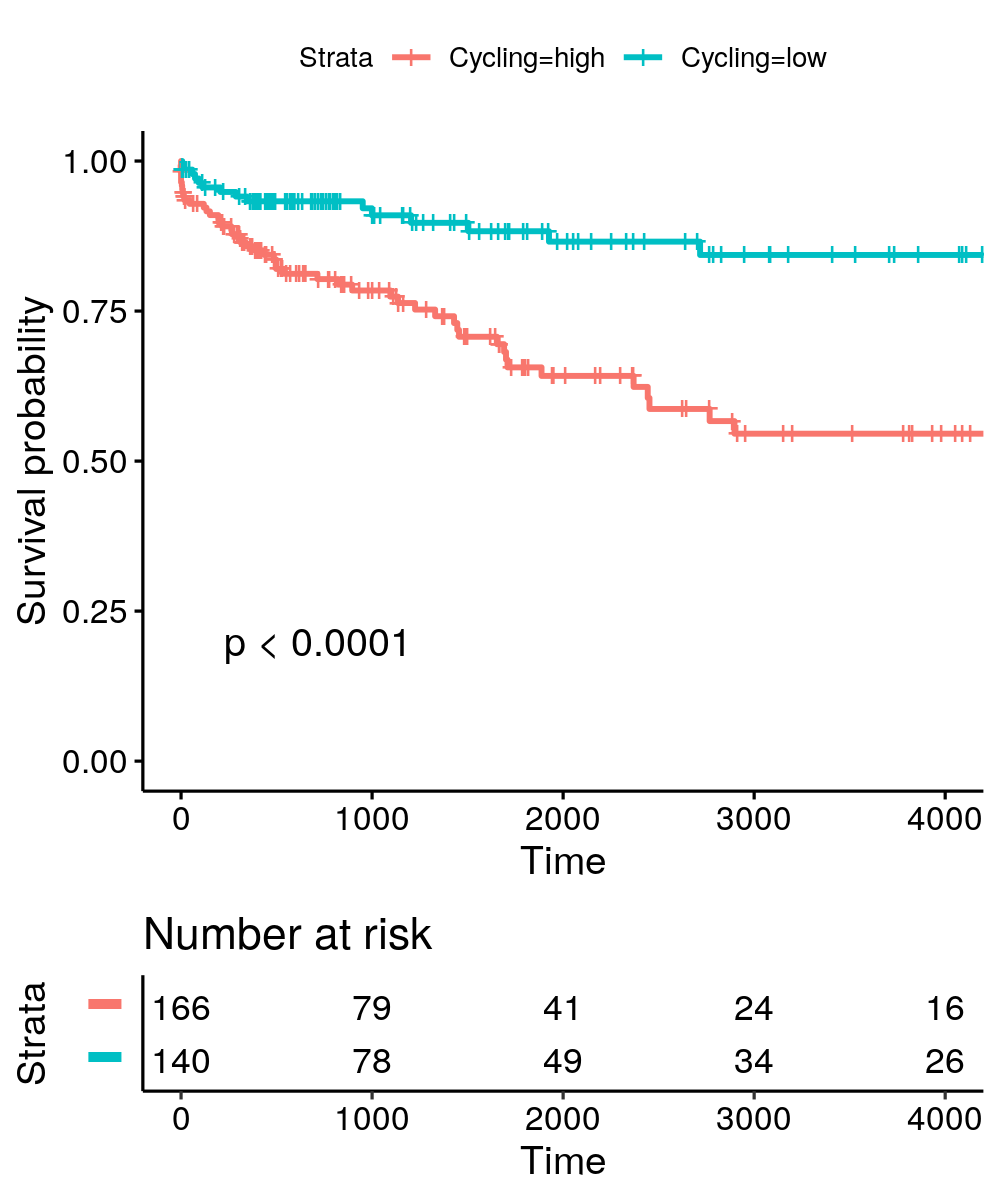 Strata Cycling=high Cycling=low
1.00
0.75
0.50
0.25
0.00
Survival probability
p < 0.0001
0 1000 2000 3000 4000
Time
Number at risk
Strata
166 79 41 24 16
140 78 49 34 26
0 1000 2000 3000 4000
Time